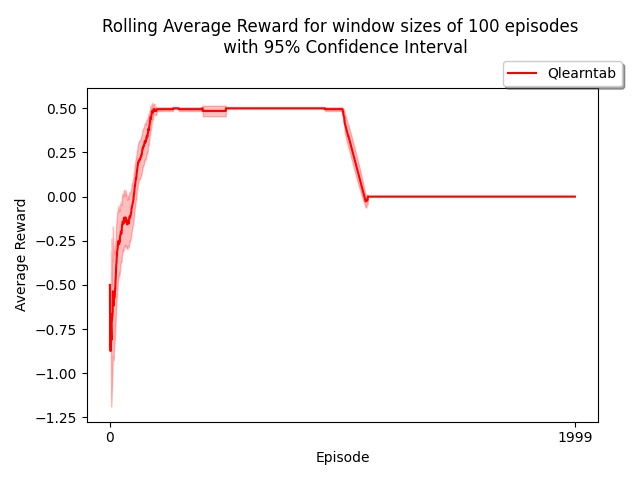 Rolling Average Reward for window sizes of 100 episodes
with 95% Confidence Interval
Qlearntab
0.50
0.25
0.00
−0.25
−0.50
−0.75
−1.00
−1.25
Average Reward
0
1999
Episode